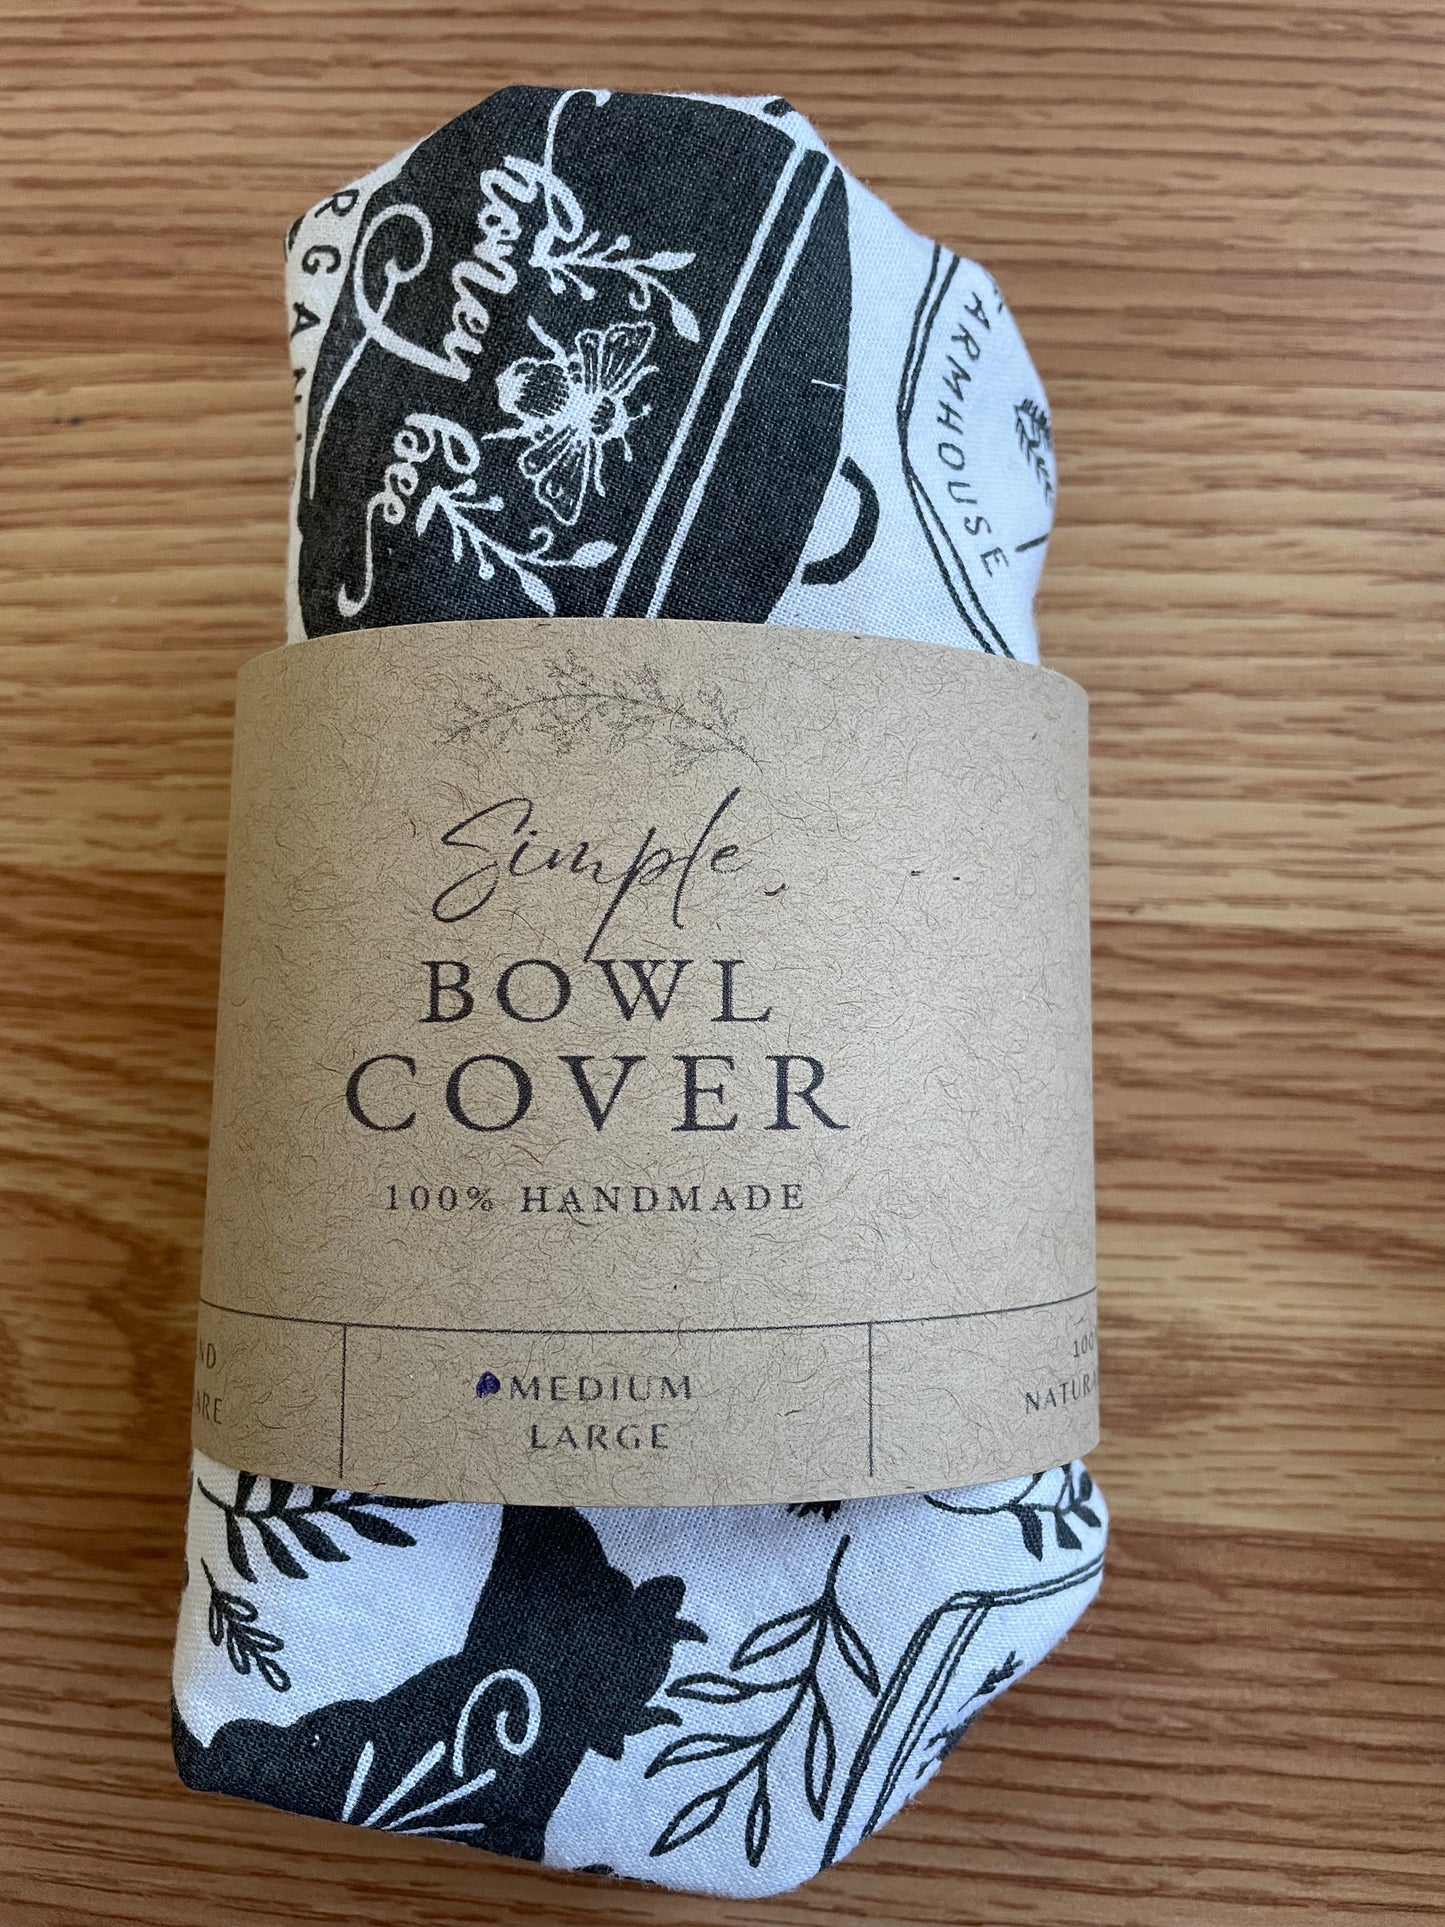 honey
bee
FARMHOUSE
Simple
BOWL
COVER
100% HANDMADE
MEDIUM
LARGE